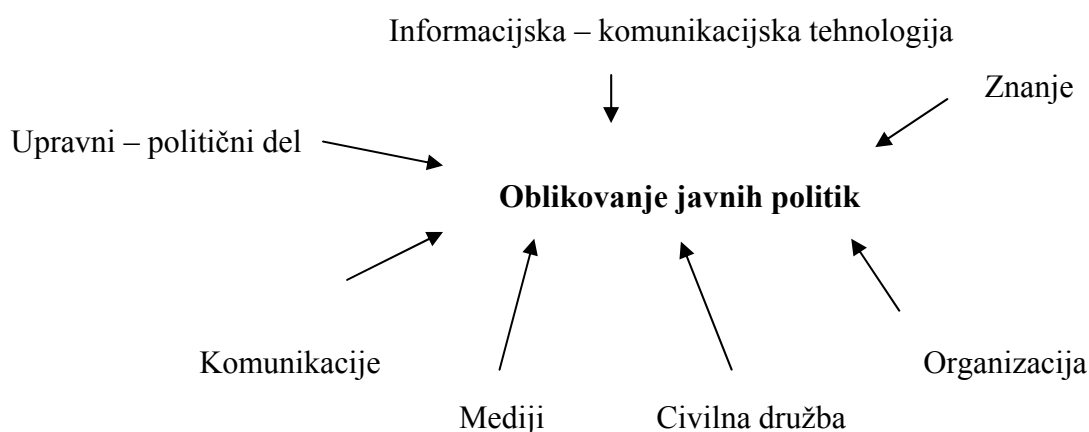 Informacijska – komunikacijska tehnologija
Znanje
Upravni – politični del
Oblikovanje javnih politik
Komunikacije
Organizacija
Mediji
Civilna družba